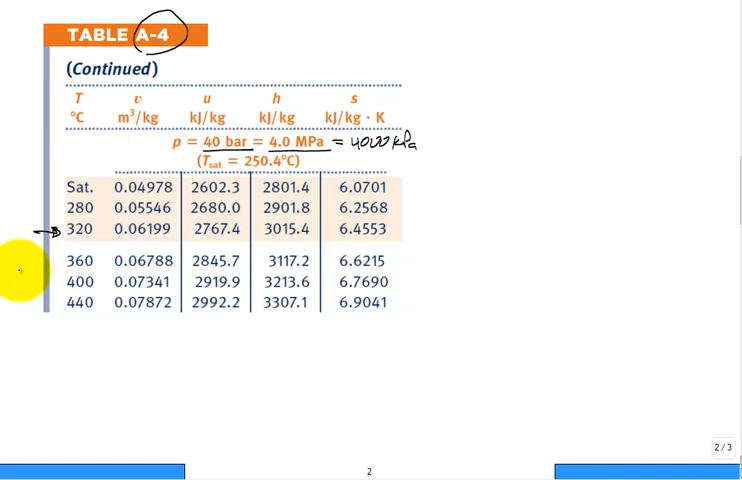 TABLE A-4
(Continued)
T v u h s
°C m³/kg kJ/kg kJ/kg kJ/kg · K
p = 40 bar = 4.0 MPa = 4000 kPa
(Tsat = 250.4°C)
Sat. 0.04978 2602.3 2801.4 6.0701
280 0.05546 2680.0 2901.8 6.2568
320 0.06199 2767.4 3015.4 6.4553
360 0.06788 2845.7 3117.2 6.6215
400 0.07341 2919.9 3213.6 6.7690
440 0.07872 2992.2 3307.1 6.9041
2/3
2